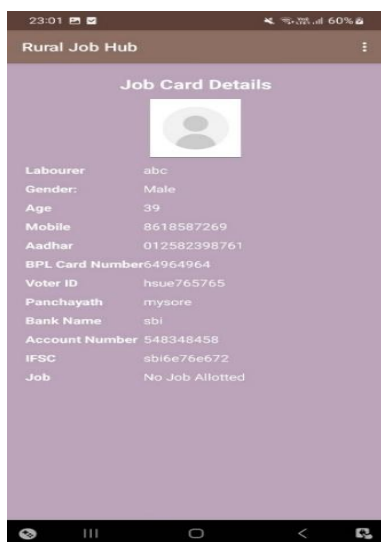 23:01 60%
Rural Job Hub
Job Card Details
Labourer abc
Gender: Male
Age 39
Mobile 8618587269
Aadhar 012582398761
BPL Card Number64964964
Voter ID hsue765765
Panchayath mysore
Bank Name sbi
Account Number 548348458
IFSC sbi6e76e672
Job No Job Allotted